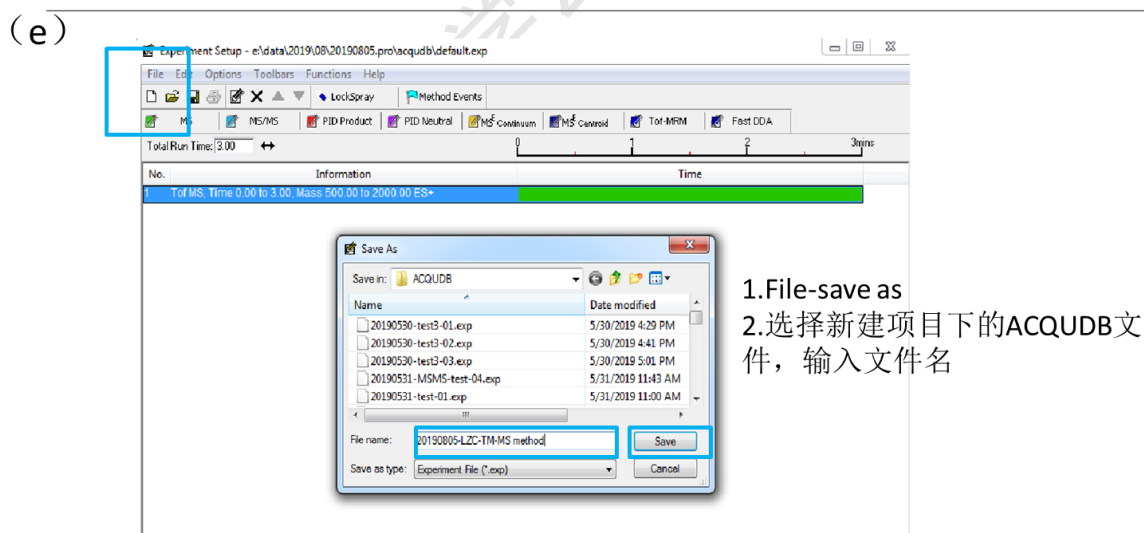 (e)
Experiment Setup - e:\data\2019\08\20190805.pro\acqudb\default.exp
File Edit Options Toolbars Functions Help
LockSpray Method Events
MS MS/MS PID Product PID Neutral MSE Continuum MSE Centroid Tof-MRM Fast DDA
Total Run Time: 3.00 0 1 2 3mins
No. Information Time
1 Tof MS, Time 0.00 to 3.00, Mass 500.00 to 2000.00 ES+
Save As
Save in: ACQUDB
Name Date modified
20190530-test3-01.exp 5/30/2019 4:29 PM
20190530-test3-02.exp 5/30/2019 4:41 PM
20190530-test3-03.exp 5/30/2019 5:01 PM
20190531-MSMS-test-04.exp 5/31/2019 11:43 AM
20190531-test-01.exp 5/31/2019 11:00 AM
File name: 20190805-LZC-TM-MS method Save
Save as type: Experiment File (*.exp) Cancel
1.File-save as
2.选择新建项目下的ACQUDB文
件，输入文件名